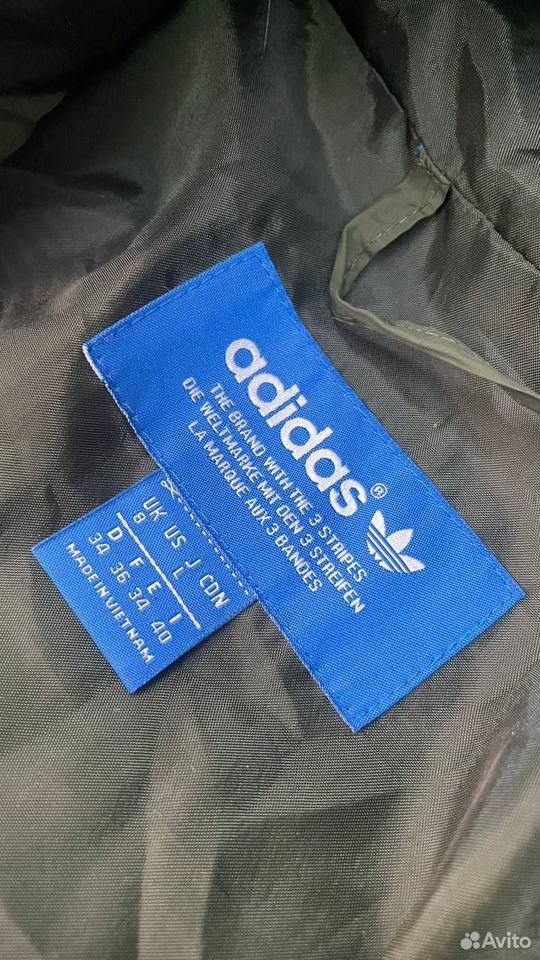 adidas®
THE BRAND WITH THE 3 STRIPES
DIE WELTMARKE MIT DEN 3 STREIFEN
LA MARQUE AUX 3 BANDES
UK US J CDN
8 L
D F E I
34 36 34 40
MADE IN VIETNAM
Avito